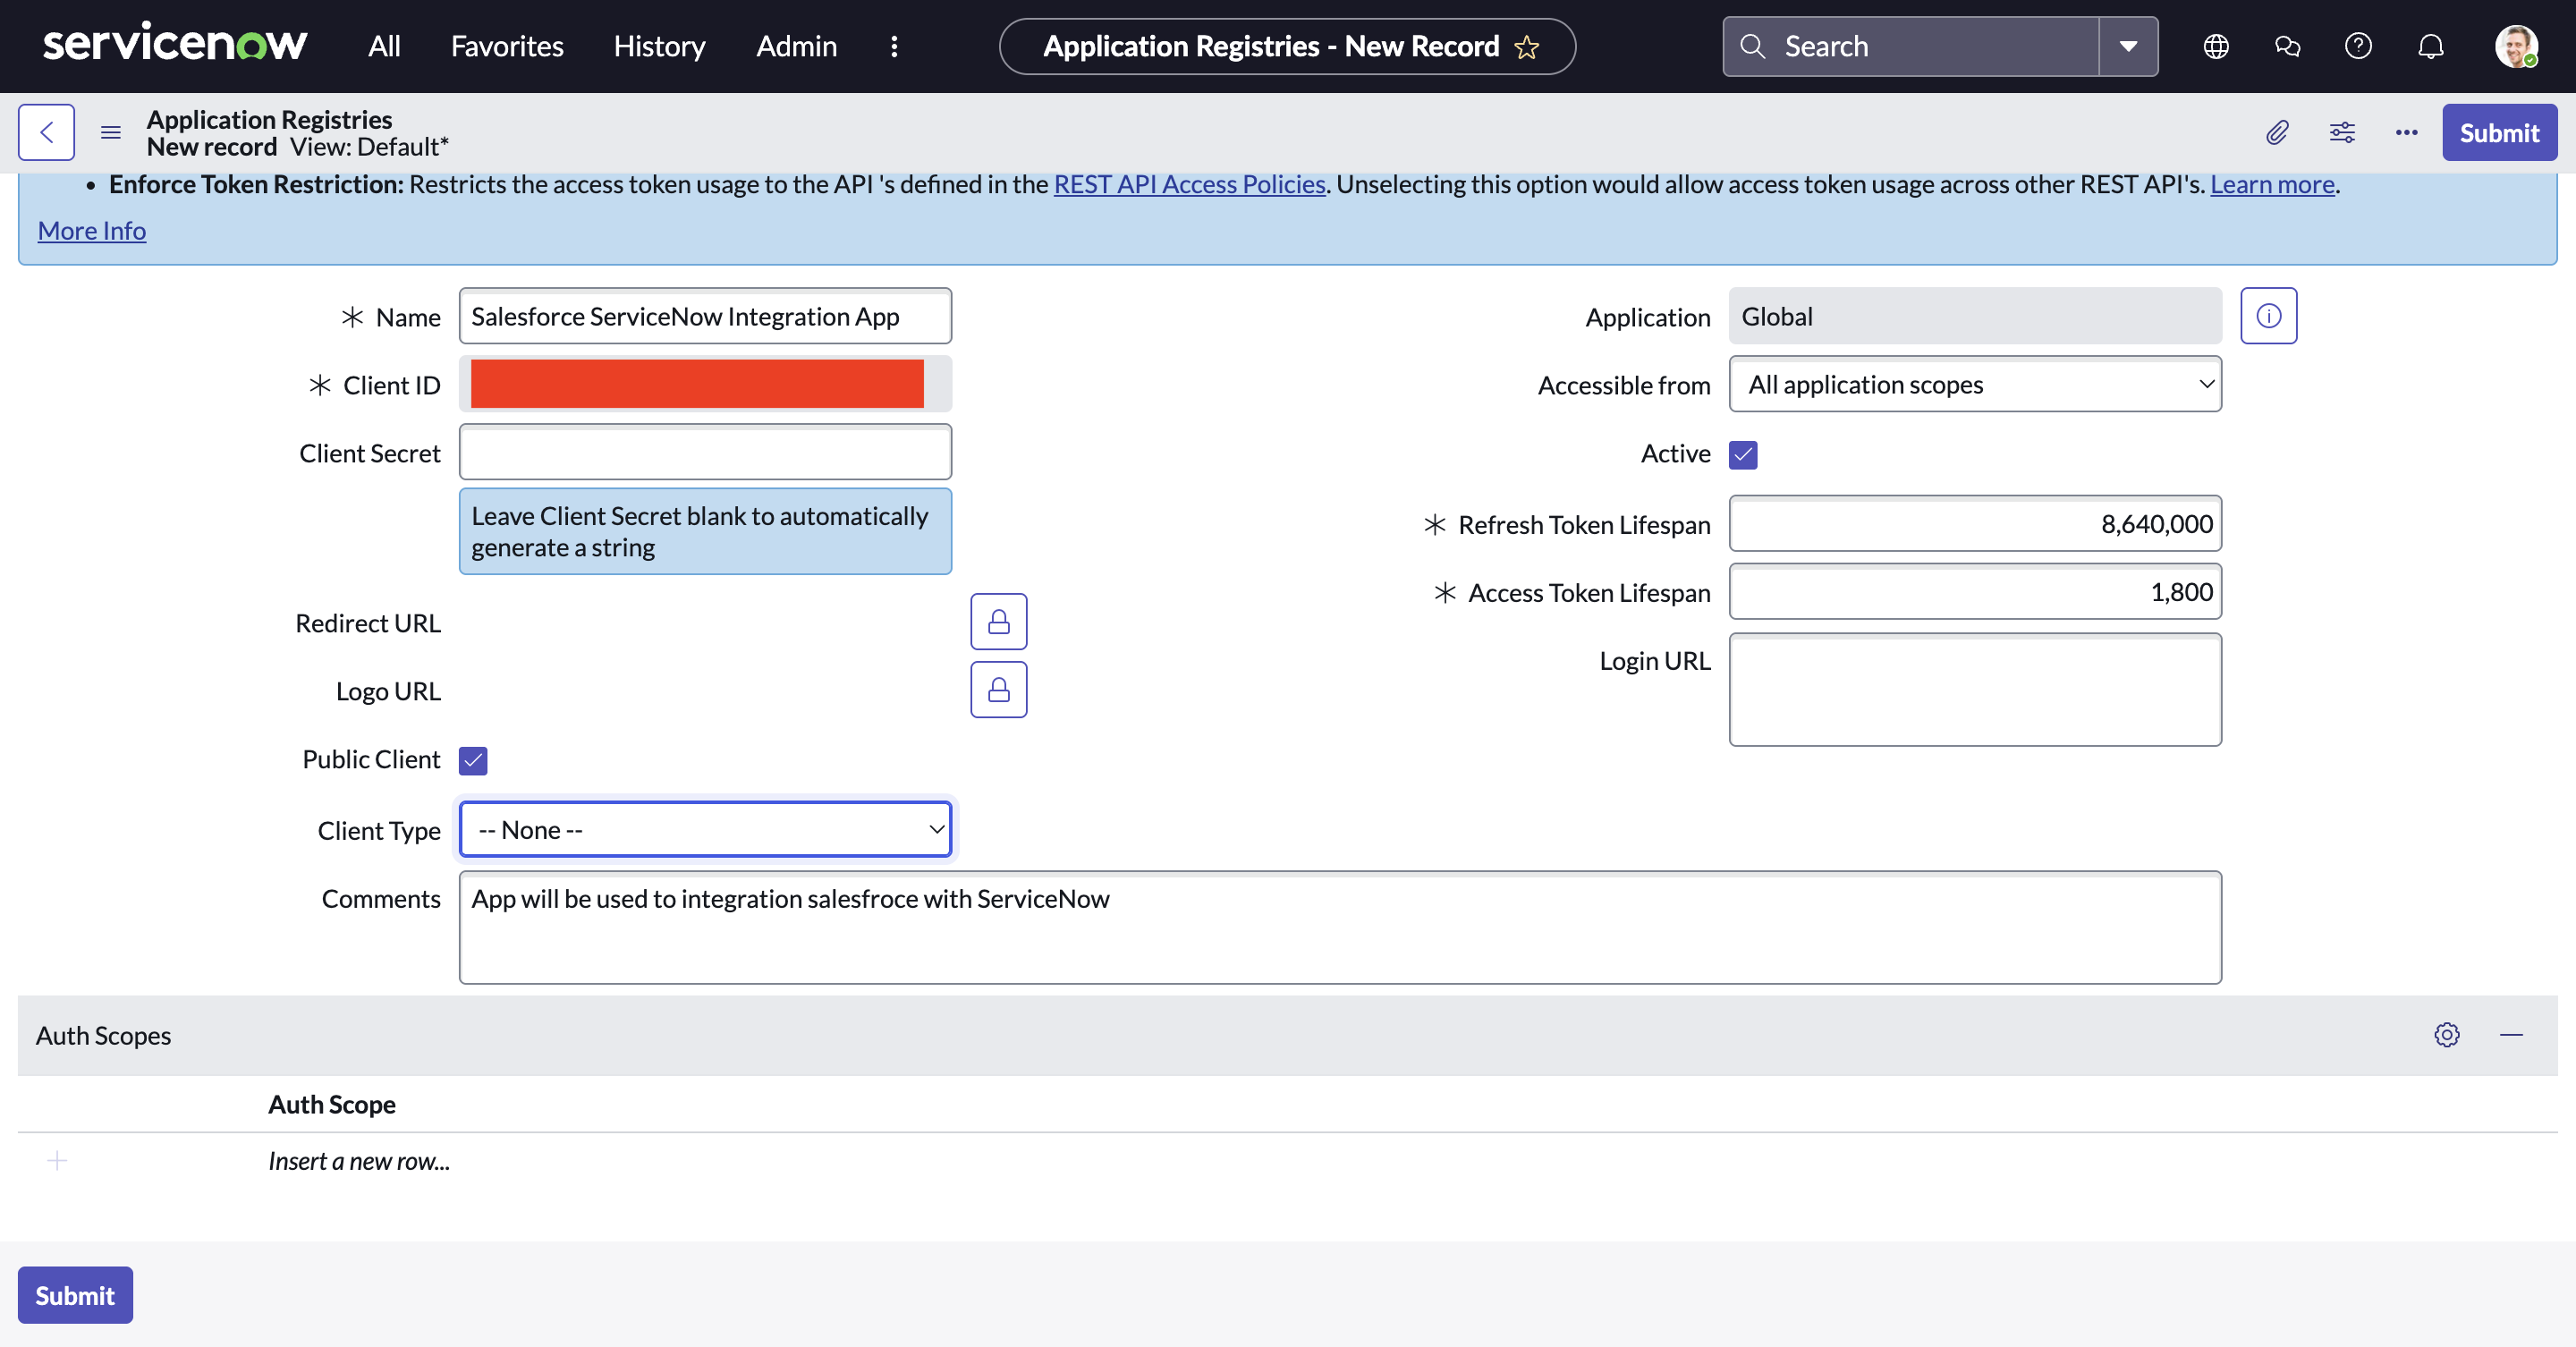 servicenow
All
Favorites
History
Admin
Application Registries - New Record
Search
Application Registries
New record View: Default*
Submit
• Enforce Token Restriction: Restricts the access token usage to the API 's defined in the REST API Access Policies. Unselecting this option would allow access token usage across other REST API's. Learn more.
More Info
Name
Salesforce ServiceNow Integration App
Client ID
Client Secret
Leave Client Secret blank to automatically
generate a string
Redirect URL
Logo URL
Public Client
Client Type
-- None --
Application
Global
Accessible from
All application scopes
Active
Refresh Token Lifespan
8,640,000
Access Token Lifespan
1,800
Login URL
Comments
App will be used to integration salesfroce with ServiceNow
Auth Scopes
Auth Scope
Insert a new row...
Submit